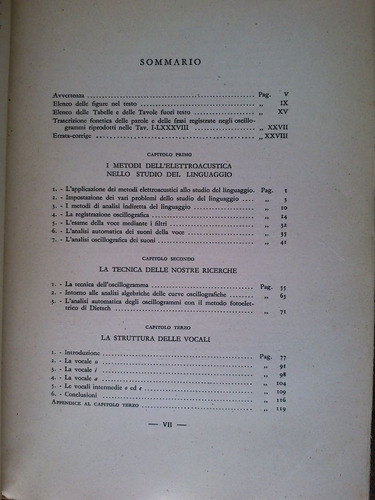 SOMMARIO
Avvertenza Pag. V
Elenco delle figure nel testo „ IX
Elenco delle Tabelle e delle Tavole fuori testo „ XV
Trascrizione fonetica delle parole e delle frasi registrate negli oscillo-
grammi riprodotti nelle Tav. I-LXXXVIII „ XXVII
Errata-corrige „ XXVIII
CAPITOLO PRIMO
I METODI DELL'ELETTROACUSTICA
NELLO STUDIO DEL LINGUAGGIO
1. - L'applicazione dei metodi elettroacustici allo studio del linguaggio. Pag. 1
2. - Impostazione dei vari problemi dello studio del linguaggio „ 5
3. - I metodi di analisi indiretta del linguaggio „ 10
4. - La registrazione oscillografica „ 14
5. - L'esame della voce mediante i filtri „ 32
6. - L'analisi automatica dei suoni della voce „ 35
7. - L'analisi oscillografica dei suoni „ 41
CAPITOLO SECONDO
LA TECNICA DELLE NOSTRE RICERCHE
1. - La tecnica dell'oscillogramma Pag. 55
2. - Intorno alle analisi algebriche delle curve oscillografiche „ 65
3. - L'analisi automatica degli oscillogrammi con il metodo fotoelet-
trico di Dietsch „ 71
CAPITOLO TERZO
LA STRUTTURA DELLE VOCALI
1. - Introduzione Pag. 77
2. - La vocale u „ 91
3. - La vocale i „ 98
4. - La vocale a „ 104
5. - Le vocali intermedie o ed e „ 109
6. - Conclusioni „ 116
APPENDICE AL CAPITOLO TERZO „ 119
— VII —